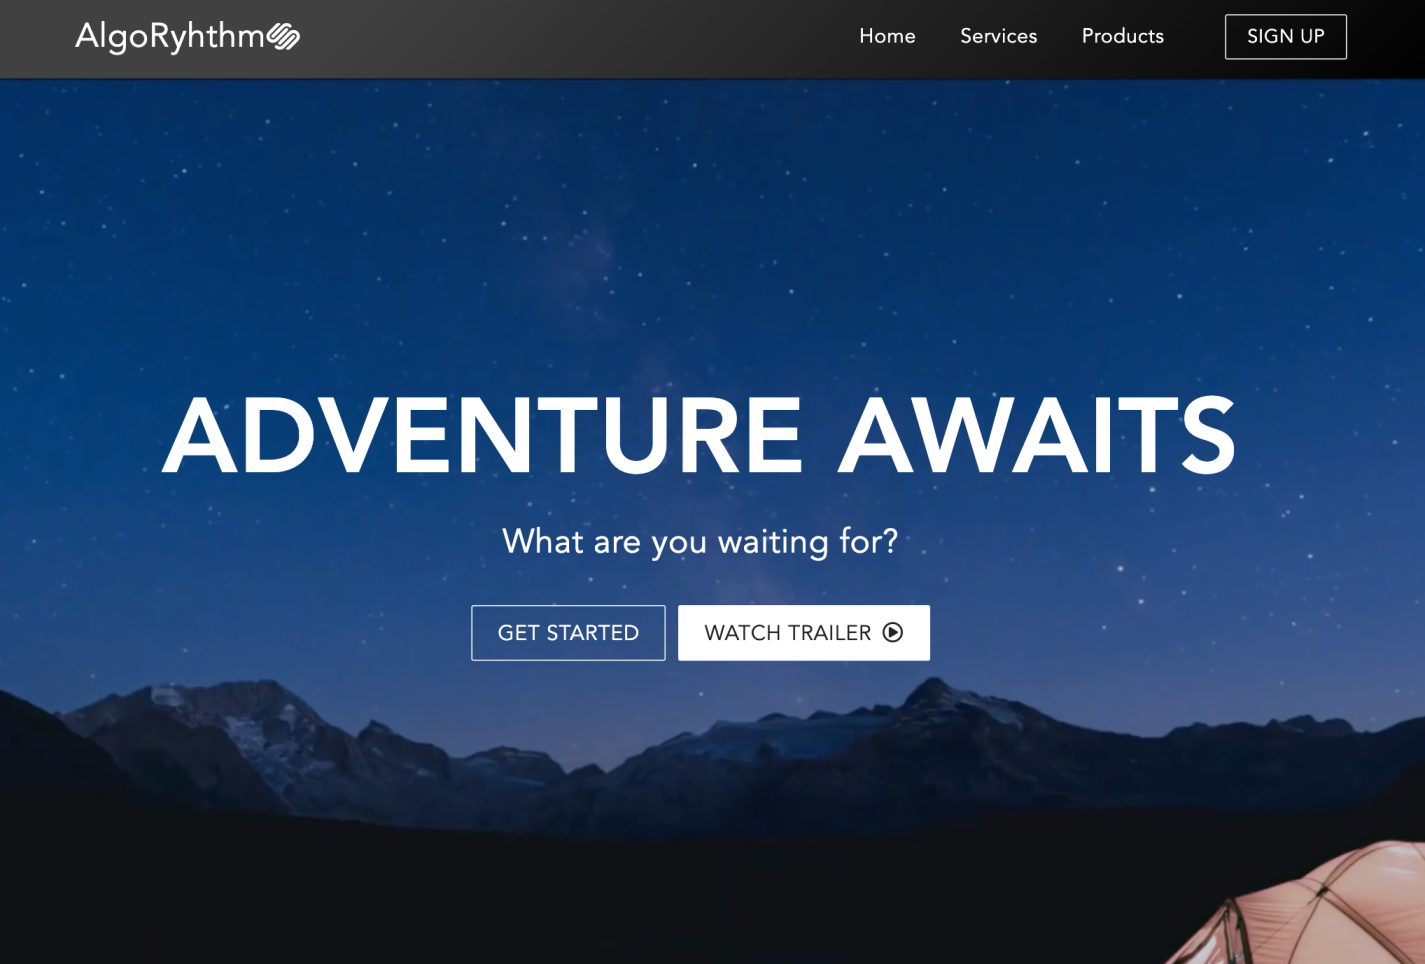 AlgoRyhthm
Home Services Products SIGN UP
ADVENTURE AWAITS
What are you waiting for?
GET STARTED WATCH TRAILER